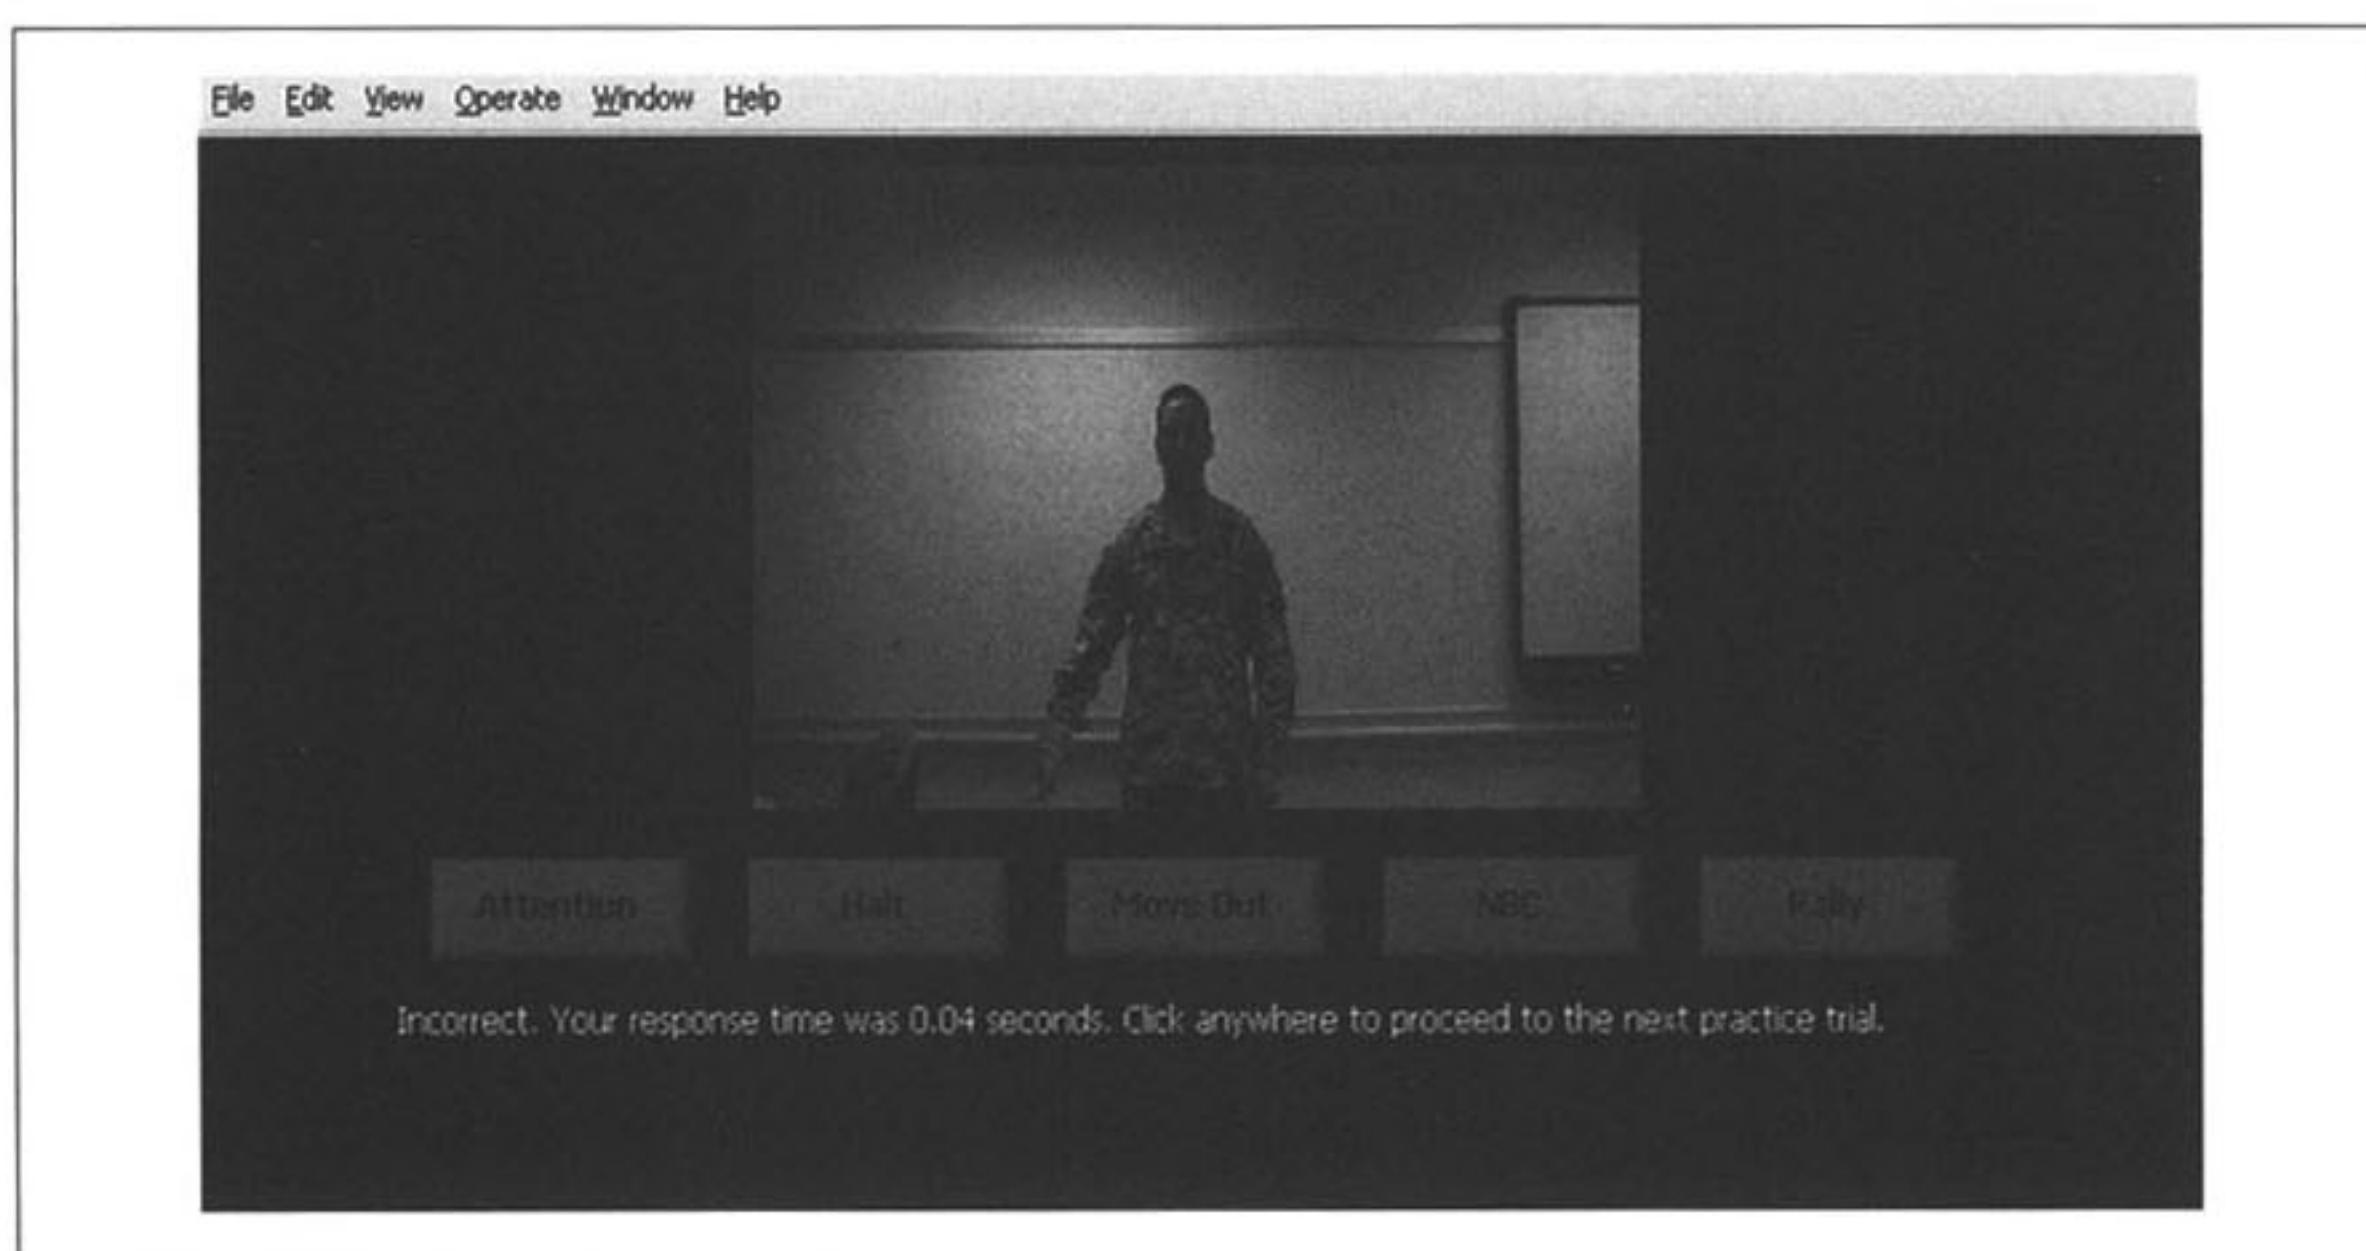 File Edit View Operate Window Help
Attention Halt Move Out NBC Rally
Incorrect. Your response time was 0.04 seconds. Click anywhere to proceed to the next practice trial.